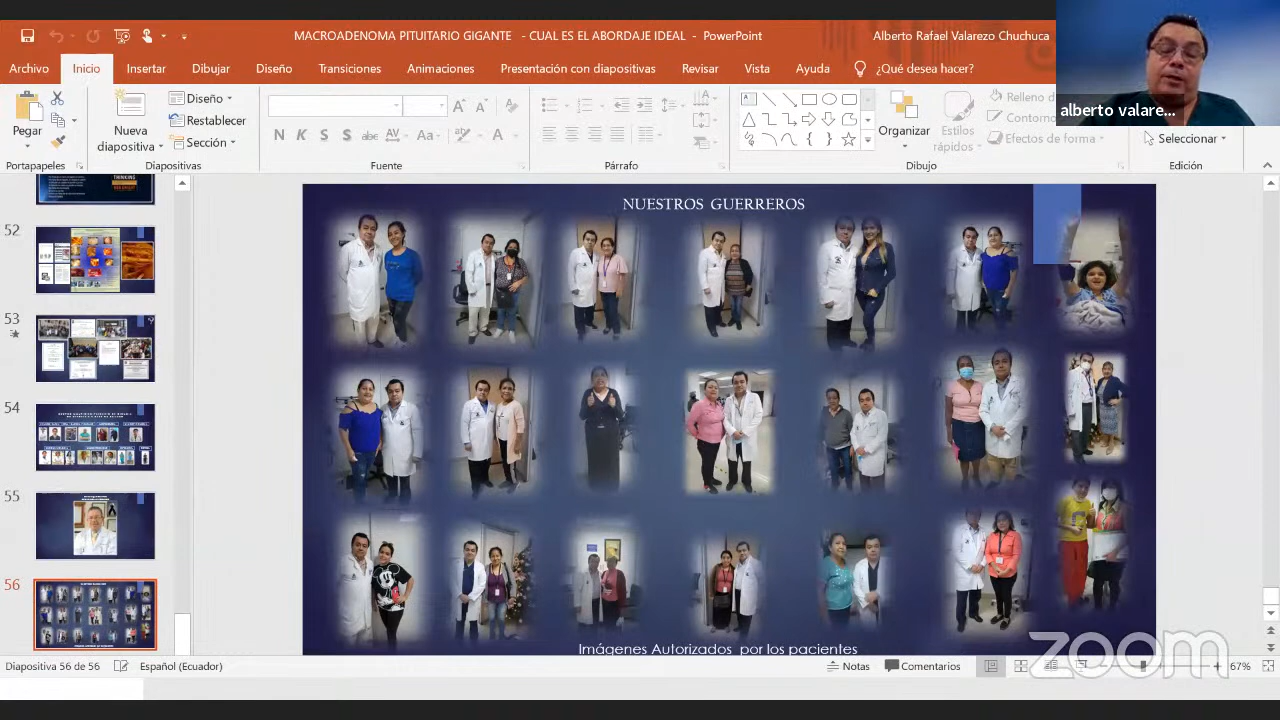 MACROADENOMA PITUITARIO GIGANTE - CUAL ES EL ABORDAJE IDEAL - PowerPoint
Alberto Rafael Valarezo Chuchuca
Archivo Inicio Insertar Dibujar Diseño Transiciones Animaciones Presentación con diapositivas Revisar Vista Ayuda ¿Qué desea hacer?
alberto valare...
Pegar
Nueva diapositiva
Diseño
Restablecer
Sección
N K S S abc AV Aa A
Organizar
Estilos rápidos
Relleno d
Contorno
Efectos de forma
Seleccionar
Portapapeles Diapositivas Fuente Párrafo Dibujo Edición
52
53
54
55
56
NUESTROS GUERREROS
Imágenes Autorizados por los pacientes
zoom
Diapositiva 56 de 56 Español (Ecuador) Notas Comentarios 67%